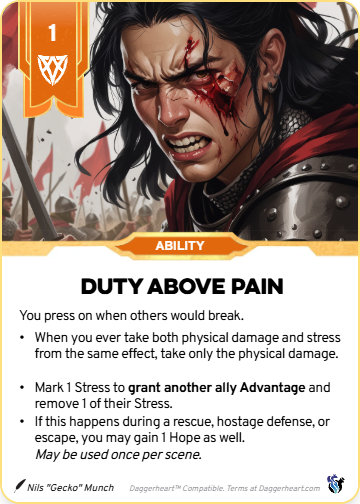 1
ABILITY
DUTY ABOVE PAIN
You press on when others would break.
• When you ever take both physical damage and stress
from the same effect, take only the physical damage.
• Mark 1 Stress to grant another ally Advantage and
remove 1 of their Stress.
• If this happens during a rescue, hostage defense, or
escape, you may gain 1 Hope as well.
May be used once per scene.
Nils "Gecko" Munch
Daggerheart™ Compatible. Terms at Daggerheart.com